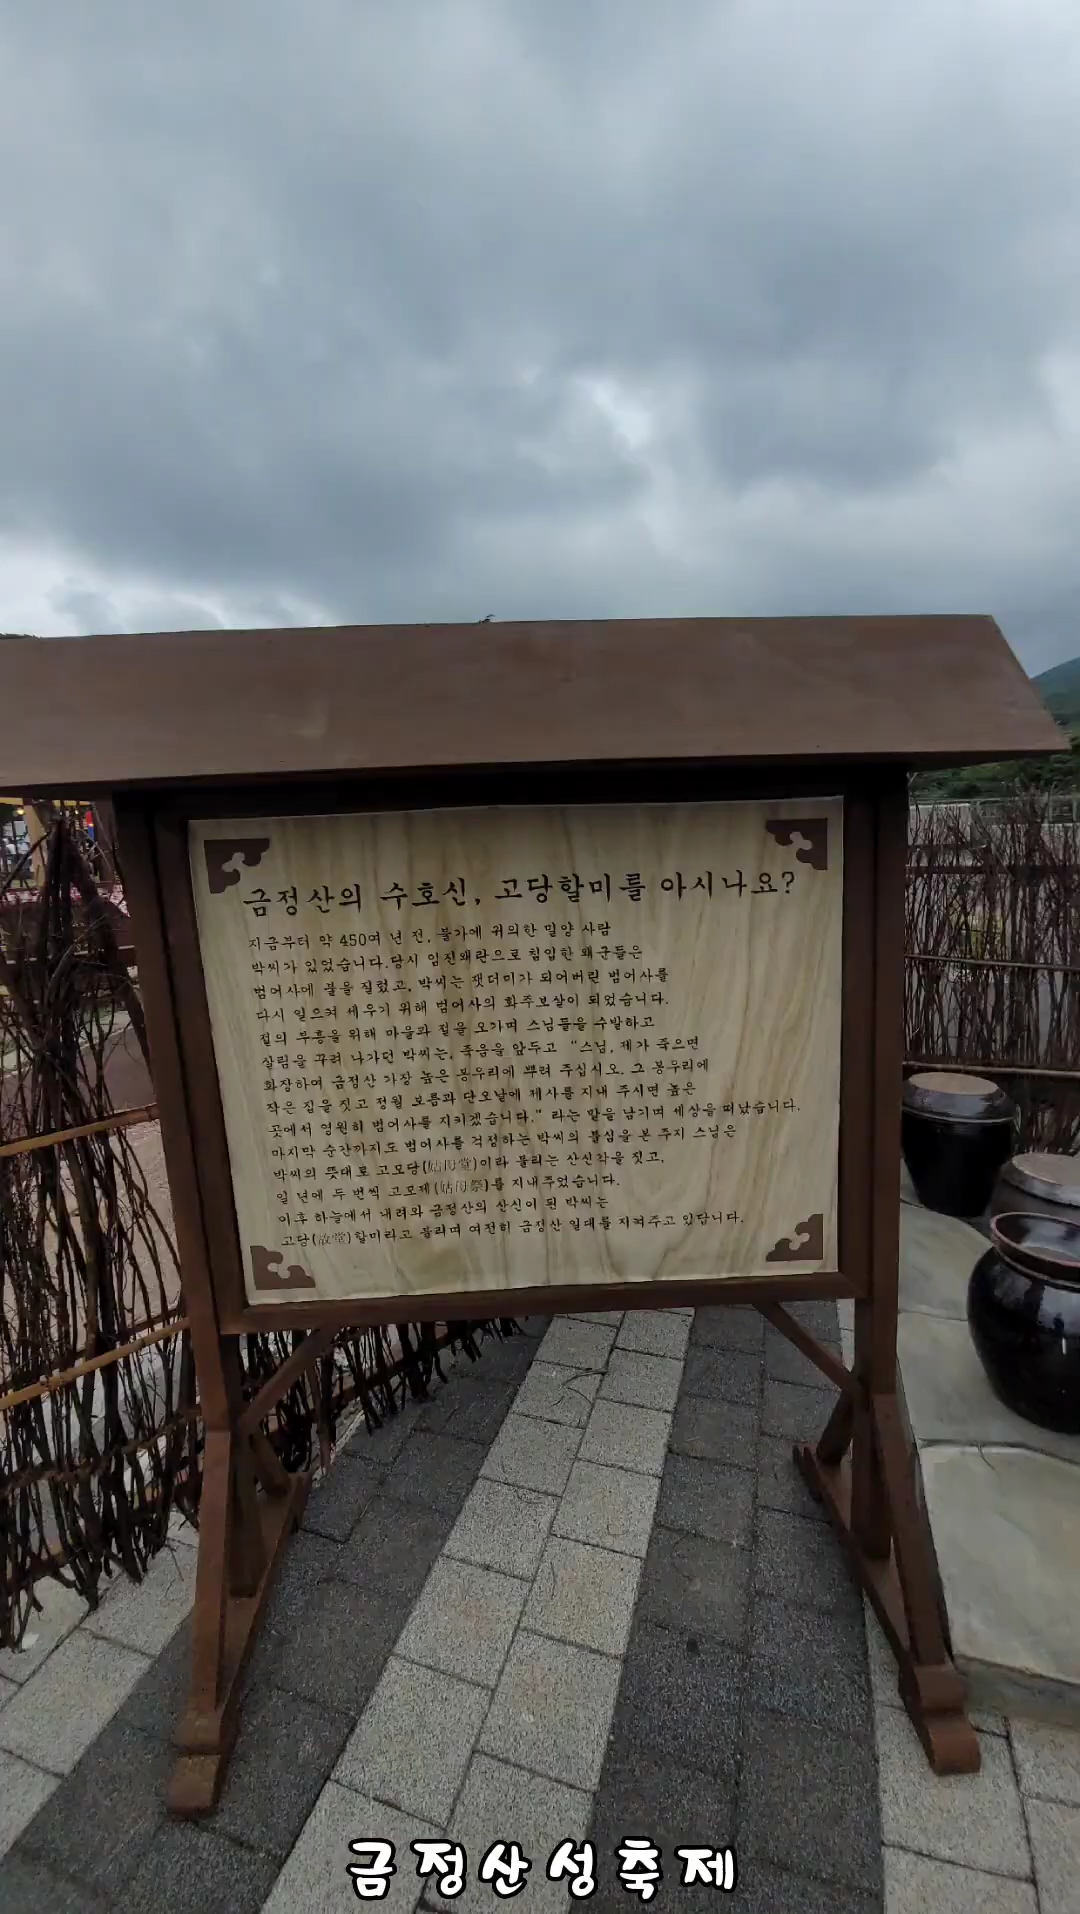 금정산의 수호신, 고당할미를 아시나요?
지금부터 약 450여 년 전, 불가에 귀의한 밀양 사람
박씨가 있었습니다.당시 임진왜란으로 침입한 왜군들은
범어사에 불을 질렀고, 박씨는 잿더미가 되어버린 범어사를
다시 일으켜 세우기 위해 범어사의 화주보살이 되었습니다.
절의 부흥을 위해 마을과 절을 오가며 스님들을 수발하고
살림을 꾸려 나가던 박씨는, 죽음을 앞두고 "스님, 제가 죽으면
화장하여 금정산 가장 높은 봉우리에 뿌려 주십시오. 그 봉우리에
작은 집을 짓고 정월 보름과 단오날에 제사를 지내 주시면 높은
곳에서 영원히 범어사를 지키겠습니다." 라는 말을 남기며 세상을 떠났습니다.
마지막 순간까지도 범어사를 걱정하는 박씨의 불심을 본 주지 스님은
박씨의 뜻대로 고모당(姑母堂)이라 불리는 산신각을 짓고,
일 년에 두 번씩 고모제(姑母祭)를 지내주었습니다.
이후 하늘에서 내려와 금정산의 산신이 된 박씨는
고당(故堂)할미라고 불리며 여전히 금정산 일대를 지켜주고 있답니다.
금정산성축제